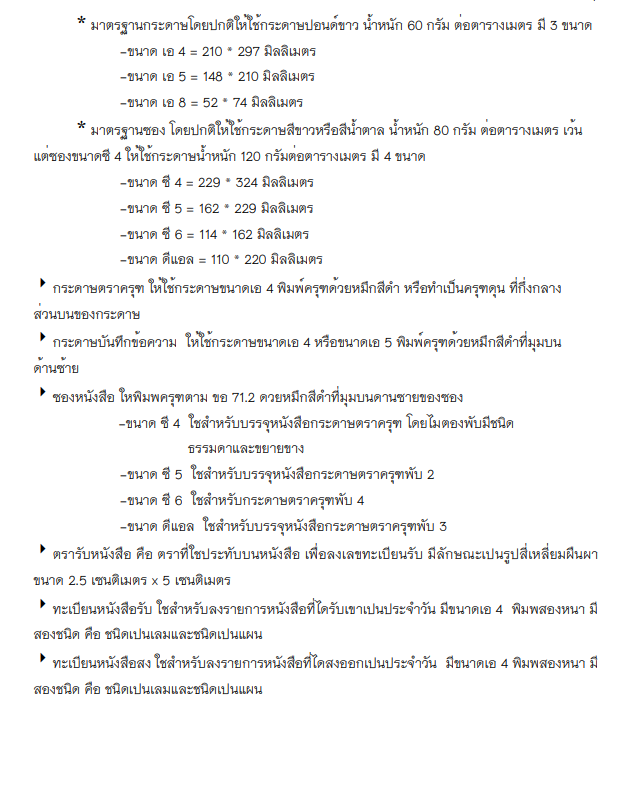 * มาตรฐานกระดาษโดยปกติให้ใช้กระดาษปอนด์ขาว น้ำหนัก 60 กรัม ต่อตารางเมตร มี 3 ขนาด
-ขนาด เอ 4 = 210 * 297 มิลลิเมตร
-ขนาด เอ 5 = 148 * 210 มิลลิเมตร
-ขนาด เอ 8 = 52 * 74 มิลลิเมตร
* มาตรฐานซอง โดยปกติให้ใช้กระดาษสีขาวหรือสีน้ำตาล น้ำหนัก 80 กรัม ต่อตารางเมตร เว้น
แต่ซองขนาดซี 4 ให้ใช้กระดาษน้ำหนัก 120 กรัมต่อตารางเมตร มี 4 ขนาด
-ขนาด ซี 4 = 229 * 324 มิลลิเมตร
-ขนาด ซี 5 = 162 * 229 มิลลิเมตร
-ขนาด ซี 6 = 114 * 162 มิลลิเมตร
-ขนาด ดีแอล = 110 * 220 มิลลิเมตร
กระดาษตราครุฑ ให้ใช้กระดาษขนาดเอ 4 พิมพ์ครุฑด้วยหมึกสีดำ หรือทำเป็นครุฑดุน ที่กึ่งกลาง
ส่วนบนของกระดาษ
กระดาษบันทึกข้อความ ให้ใช้กระดาษขนาดเอ 4 หรือขนาดเอ 5 พิมพ์ครุฑด้วยหมึกสีดำที่มุมบน
ด้านซ้าย
ซองหนังสือ ใหพิมพครุฑตาม ขอ 71.2 ดวยหมึกสีดำที่มุมบนดานซายของซอง
-ขนาด ซี 4 ใชสำหรับบรรจุหนังสือกระดาษตราครุฑ โดยไมตองพับมีชนิด
ธรรมดาและขยายขาง
-ขนาด ซี 5 ใชสำหรับบรรจุหนังสือกระดาษตราครุฑพับ 2
-ขนาด ซี 6 ใชสำหรับกระดาษตราครุฑพับ 4
-ขนาด ดีแอล ใชสำหรับบรรจุหนังสือกระดาษตราครุฑพับ 3
ตรารับหนังสือ คือ ตราที่ใชประทับบนหนังสือ เพื่อลงเลขทะเบียนรับ มีลักษณะเปนรูปสี่เหลี่ยมผืนผา
ขนาด 2.5 เซนติเมตร x 5 เซนติเมตร
ทะเบียนหนังสือรับ ใชสำหรับลงรายการหนังสือที่ไดรับเขาเปนประจำวัน มีขนาดเอ 4 พิมพสองหนา มี
สองชนิด คือ ชนิดเปนเลมและชนิดเปนแผน
ทะเบียนหนังสือสง ใชสำหรับลงรายการหนังสือที่ไดสงออกเปนประจำวัน มีขนาดเอ 4 พิมพสองหนา มี
สองชนิด คือ ชนิดเปนเลมและชนิดเปนแผน